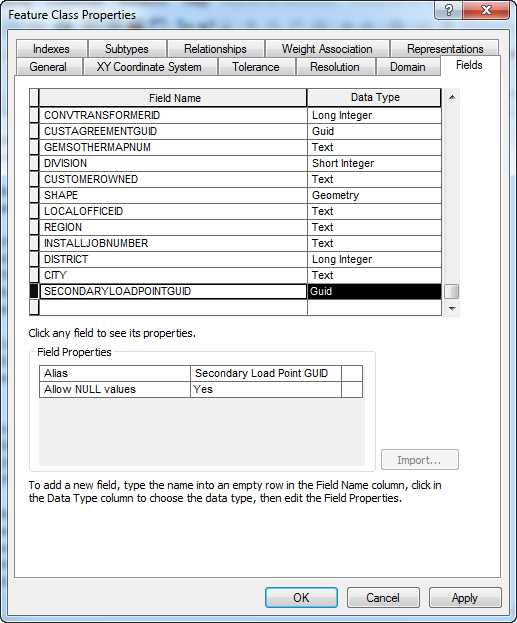 Feature Class Properties
?
Indexes Subtypes Relationships Weight Association Representations
General XY Coordinate System Tolerance Resolution Domain Fields
Field Name Data Type
CONVTRANSFORMERID Long Integer
CUSTAGREEMENTGUID Guid
GEMSOTHERMAPNUM Text
DIVISION Short Integer
CUSTOMEROWNED Text
SHAPE Geometry
LOCALOFFICEID Text
REGION Text
INSTALLJOBNUMBER Text
DISTRICT Long Integer
CITY Text
SECONDARYLOADPOINTGUID Guid
Click any field to see its properties.
Field Properties
Alias Secondary Load Point GUID
Allow NULL values Yes
Import...
To add a new field, type the name into an empty row in the Field Name column, click in
the Data Type column to choose the data type, then edit the Field Properties.
OK Cancel Apply